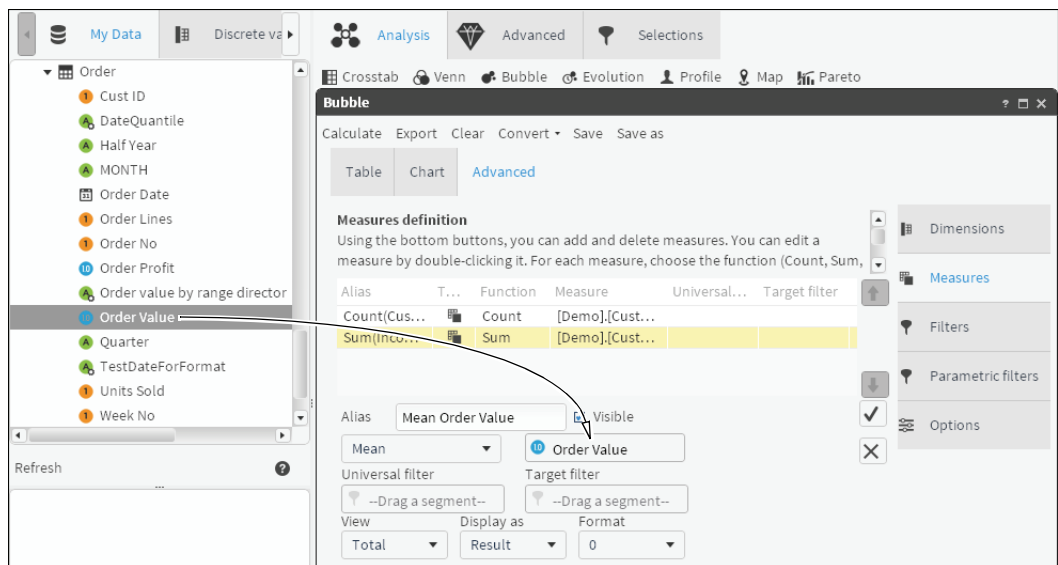 My Data
Discrete va
Analysis
Advanced
Selections
Order
Cust ID
DateQuantile
Half Year
MONTH
Order Date
Order Lines
Order No
Order Profit
Order value by range director
Order Value
Quarter
TestDateForFormat
Units Sold
Week No
Refresh
Crosstab Venn Bubble Evolution Profile Map Pareto
Bubble
Calculate Export Clear Convert Save Save as
Table Chart Advanced
Measures definition
Using the bottom buttons, you can add and delete measures. You can edit a
measure by double-clicking it. For each measure, choose the function (Count, Sum,
Alias T... Function Measure Universal... Target filter
Count(Cus... Count [Demo].[Cust...
Sum(Inco... Sum [Demo].[Cust...
Alias Mean Order Value Visible
Mean Order Value
Universal filter Target filter
--Drag a segment-- --Drag a segment--
View Display as Format
Total Result 0
Dimensions
Measures
Filters
Parametric filters
Options